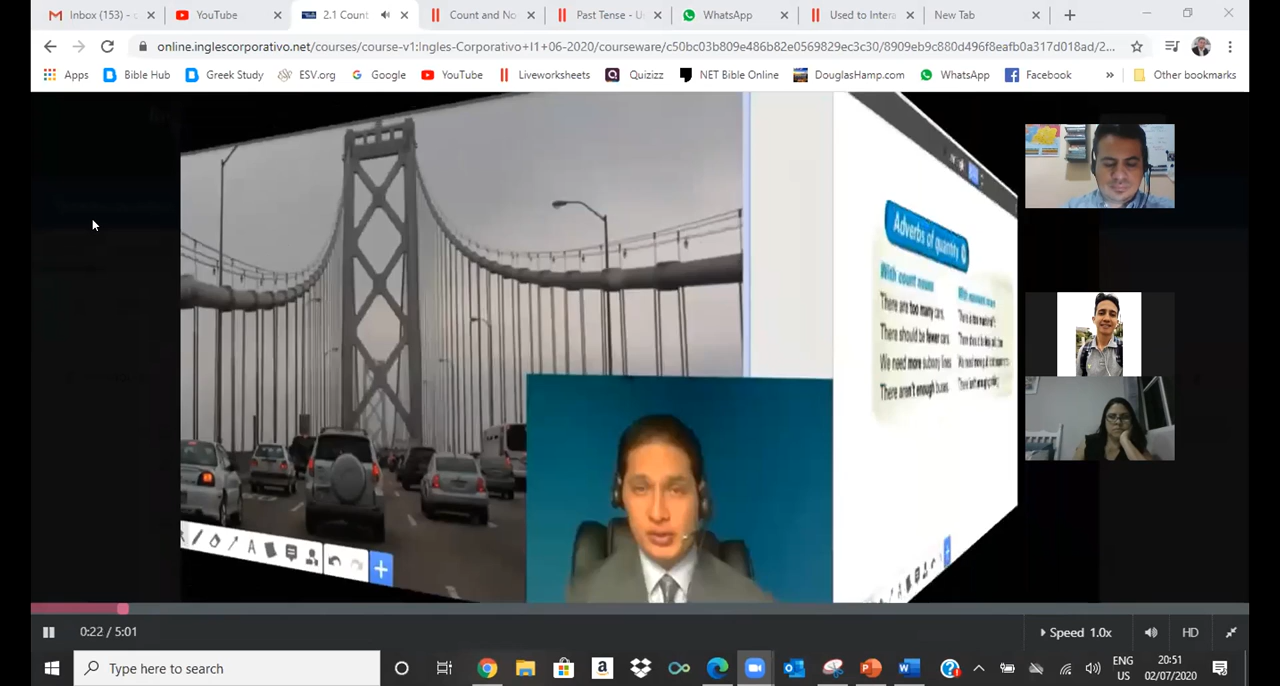 Inbox (153) - c
YouTube
2.1 Count
Count and No
Past Tense - U
WhatsApp
Used to Intera
New Tab
online.inglescorporativo.net/courses/course-v1:Ingles-Corporativo+I1+06-2020/courseware/c50bc03b809e486b82e0569829ec3c30/8909eb9c880d496f8eafb0a317d018ad/2...
Apps
Bible Hub
Greek Study
ESV.org
Google
YouTube
Liveworksheets
Quizizz
NET Bible Online
DouglasHamp.com
WhatsApp
Facebook
»
Other bookmarks
Adverbs of quantity
With count nouns
There are too many cars.
There should be fewer cars
We need more subway lines
There aren't enough buses.
0:22 / 5:01
Speed 1.0x
HD
Type here to search
ENG
US
20:51
02/07/2020